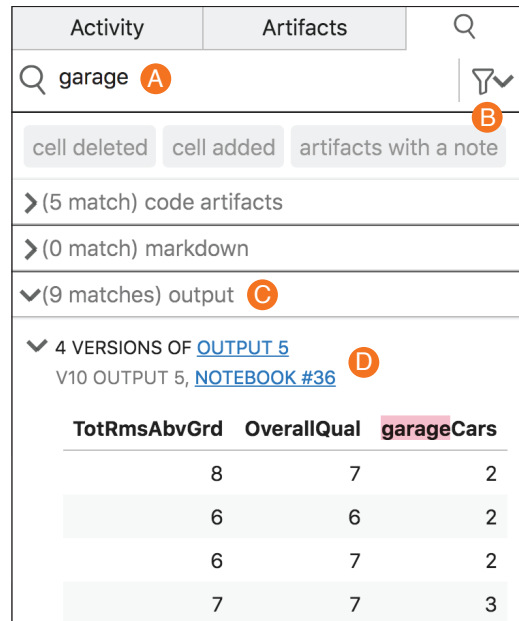 Activity Artifacts
garage A
B
cell deleted cell added artifacts with a note
(5 match) code artifacts
(0 match) markdown
(9 matches) output C
4 VERSIONS OF OUTPUT 5
D
V10 OUTPUT 5, NOTEBOOK #36
TotRmsAbvGrd OverallQual garageCars
8 7 2
6 6 2
6 7 2
7 7 3